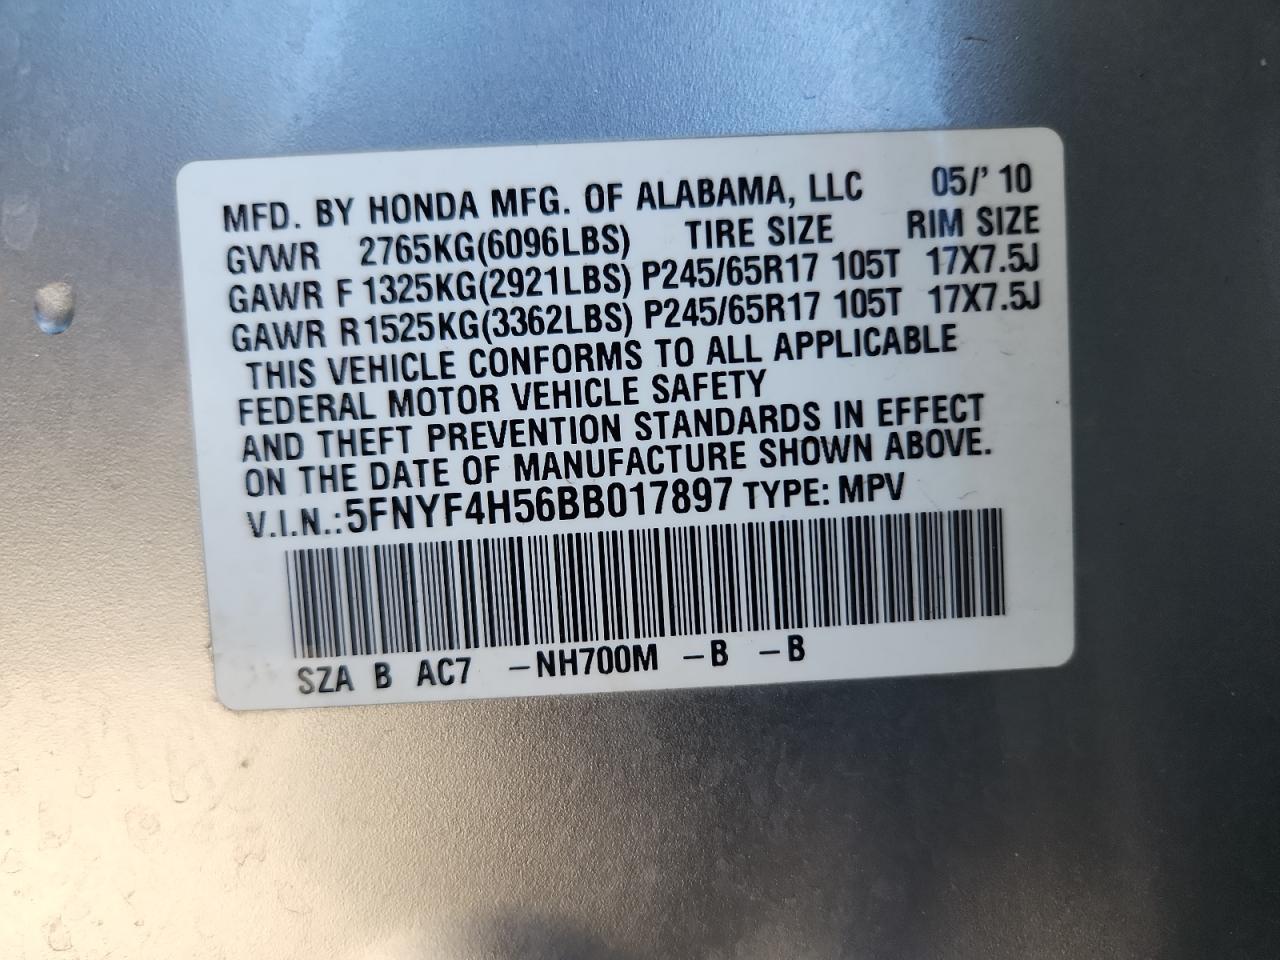 MFD. BY HONDA MFG. OF ALABAMA, LLC 05/' 10
GVWR 2765KG(6096LBS) TIRE SIZE RIM SIZE
GAWR F 1325KG(2921LBS) P245/65R17 105T 17X7.5J
GAWR R 1525KG(3362LBS) P245/65R17 105T 17X7.5J
THIS VEHICLE CONFORMS TO ALL APPLICABLE
FEDERAL MOTOR VEHICLE SAFETY
AND THEFT PREVENTION STANDARDS IN EFFECT
ON THE DATE OF MANUFACTURE SHOWN ABOVE.
V.I.N.:5FNYF4H56BB017897 TYPE: MPV
SZA B AC7 –NH700M –B –B